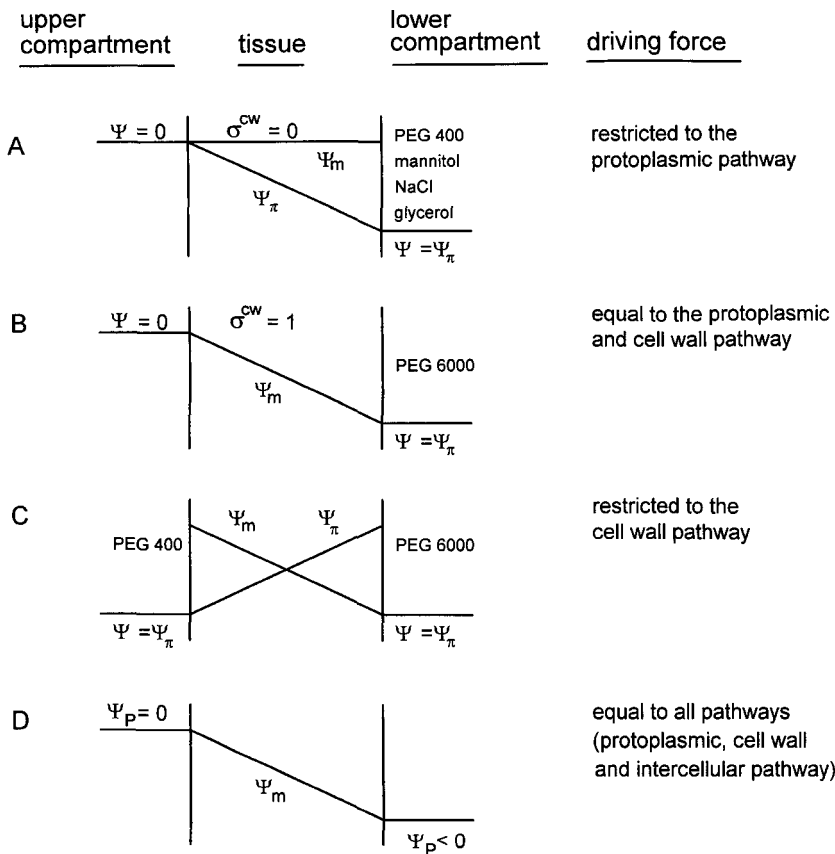 upper compartment
tissue
lower compartment
driving force
A
Ψ = 0
σ^cw = 0
Ψ_m
Ψ_π
PEG 400
mannitol
NaCl
glycerol
Ψ = Ψ_π
restricted to the
protoplasmic pathway
B
Ψ = 0
σ^cw = 1
Ψ_m
PEG 6000
Ψ = Ψ_π
equal to the protoplasmic
and cell wall pathway
C
PEG 400
Ψ = Ψ_π
Ψ_m
Ψ_π
PEG 6000
Ψ = Ψ_π
restricted to the
cell wall pathway
D
Ψ_P = 0
Ψ_m
Ψ_P < 0
equal to all pathways
(protoplasmic, cell wall
and intercellular pathway)